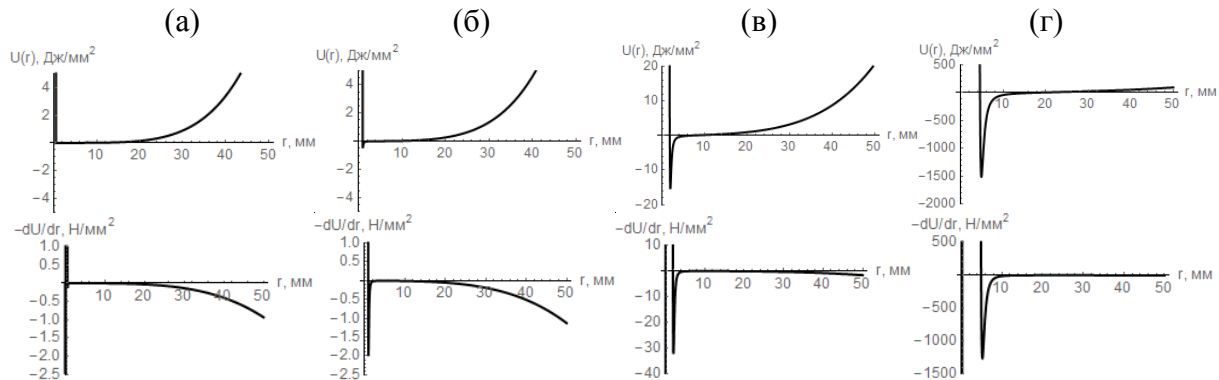 (а) (б) (в) (г)
U(r), Дж/мм² U(r), Дж/мм² U(r), Дж/мм² U(r), Дж/мм²
4 2 −2 −4 10 20 30 40 50 r, мм
4 2 −2 −4 10 20 30 40 50 r, мм
20 10 −10 −20 10 20 30 40 50 r, мм
500 −500 −1000 −1500 −2000 10 20 30 40 50 r, мм
−dU/dr, Н/мм² −dU/dr, Н/мм² −dU/dr, Н/мм² −dU/dr, Н/мм²
1.0 0.5 −0.5 −1.0 −1.5 −2.0 −2.5 10 20 30 40 50 r, мм
1.0 0.5 −0.5 −1.0 −1.5 −2.0 −2.5 10 20 30 40 50 r, мм
10 −10 −20 −30 −40 10 20 30 40 50 r, мм
500 −500 −1000 −1500 10 20 30 40 50 r, мм